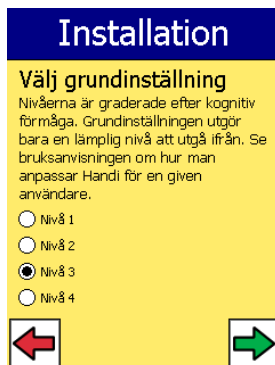 Installation
Välj grundinställning
Nivåerna är graderade efter kognitiv
förmåga. Grundinställningen utgör
bara en lämplig nivå att utgå ifrån. Se
bruksanvisningen om hur man
anpassar Handi för en given
användare.
Nivå 1
Nivå 2
Nivå 3
Nivå 4